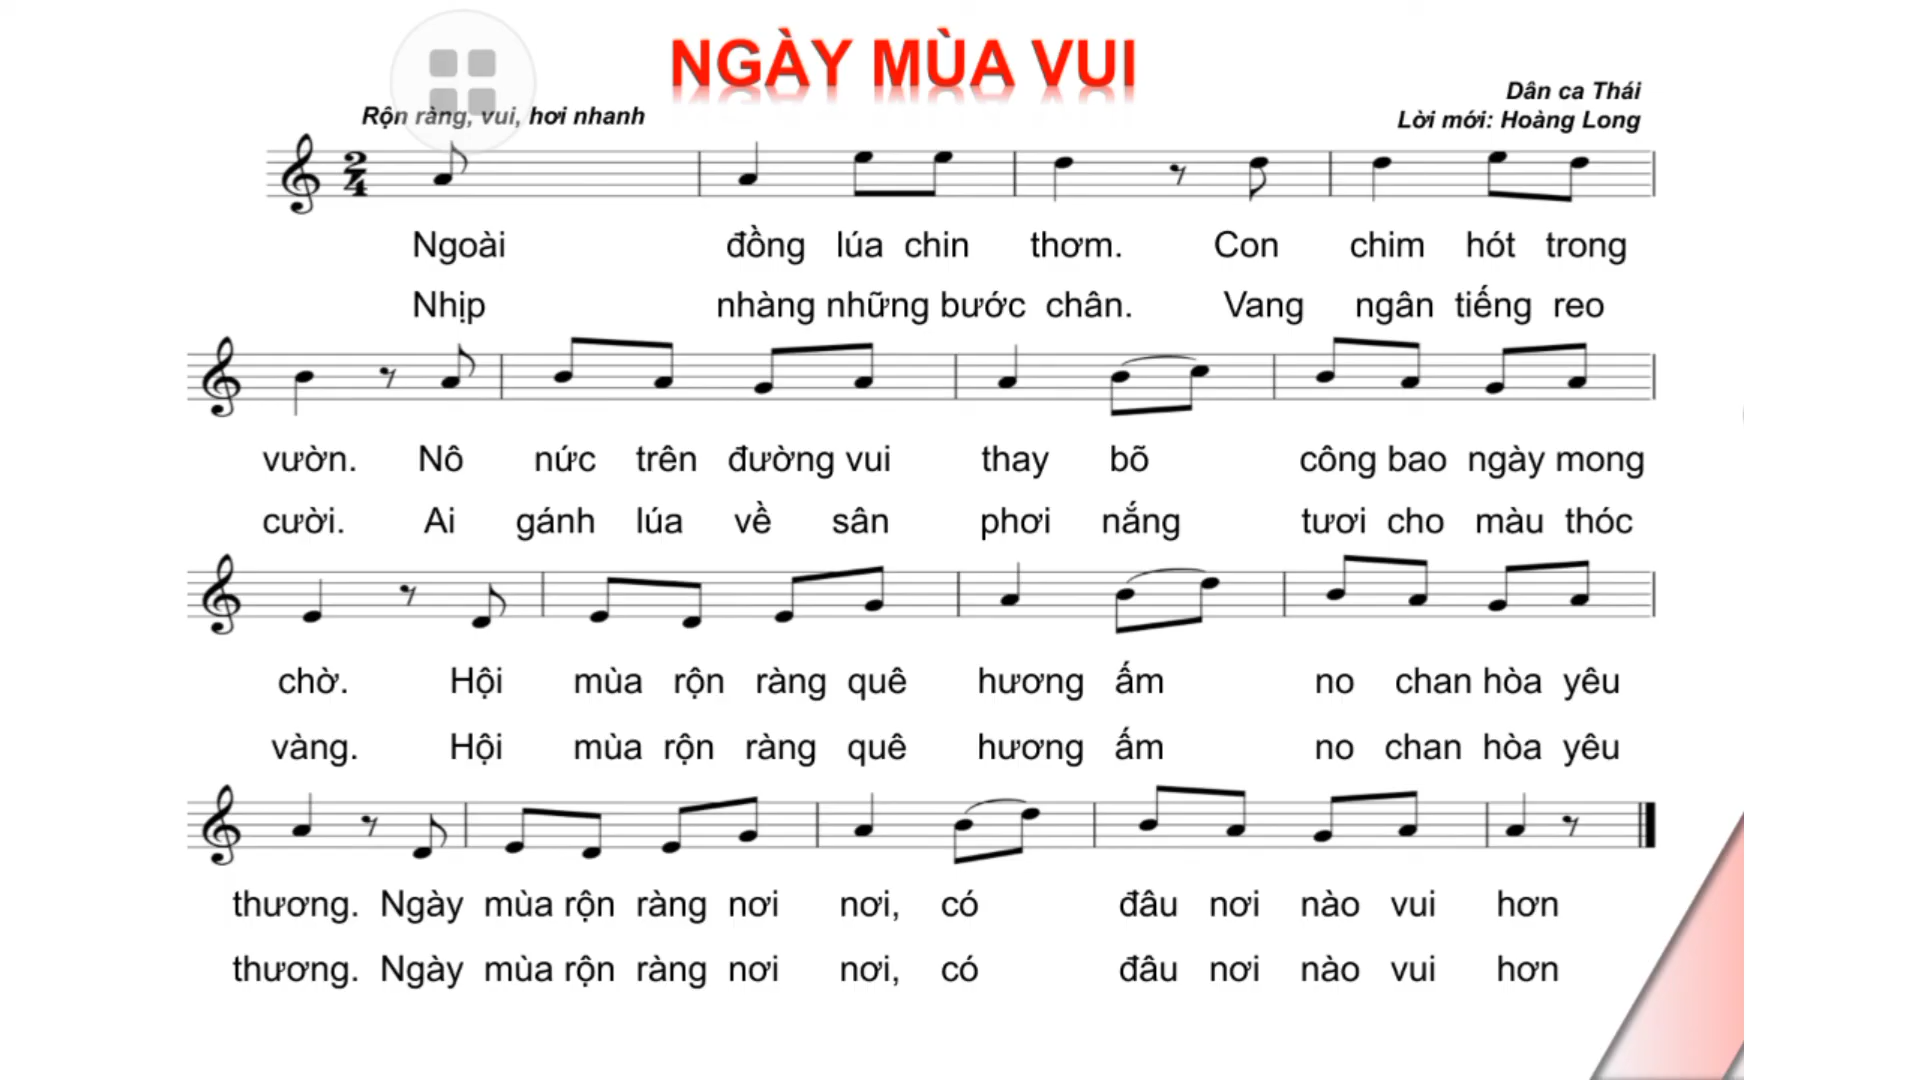 NGÀY MÙA VUI
Dân ca Thái
Rộn ràng, vui, hơi nhanh
Lời mới: Hoàng Long
2
4
Ngoài đồng lúa chin thơm. Con chim hót trong
Nhịp nhàng những bước chân. Vang ngân tiếng reo
vườn. Nô nức trên đường vui thay bõ công bao ngày mong
cười. Ai gánh lúa về sân phơi nắng tươi cho màu thóc
chờ. Hội mùa rộn ràng quê hương ấm no chan hòa yêu
vàng. Hội mùa rộn ràng quê hương ấm no chan hòa yêu
thương. Ngày mùa rộn ràng nơi nơi, có đâu nơi nào vui hơn
thương. Ngày mùa rộn ràng nơi nơi, có đâu nơi nào vui hơn